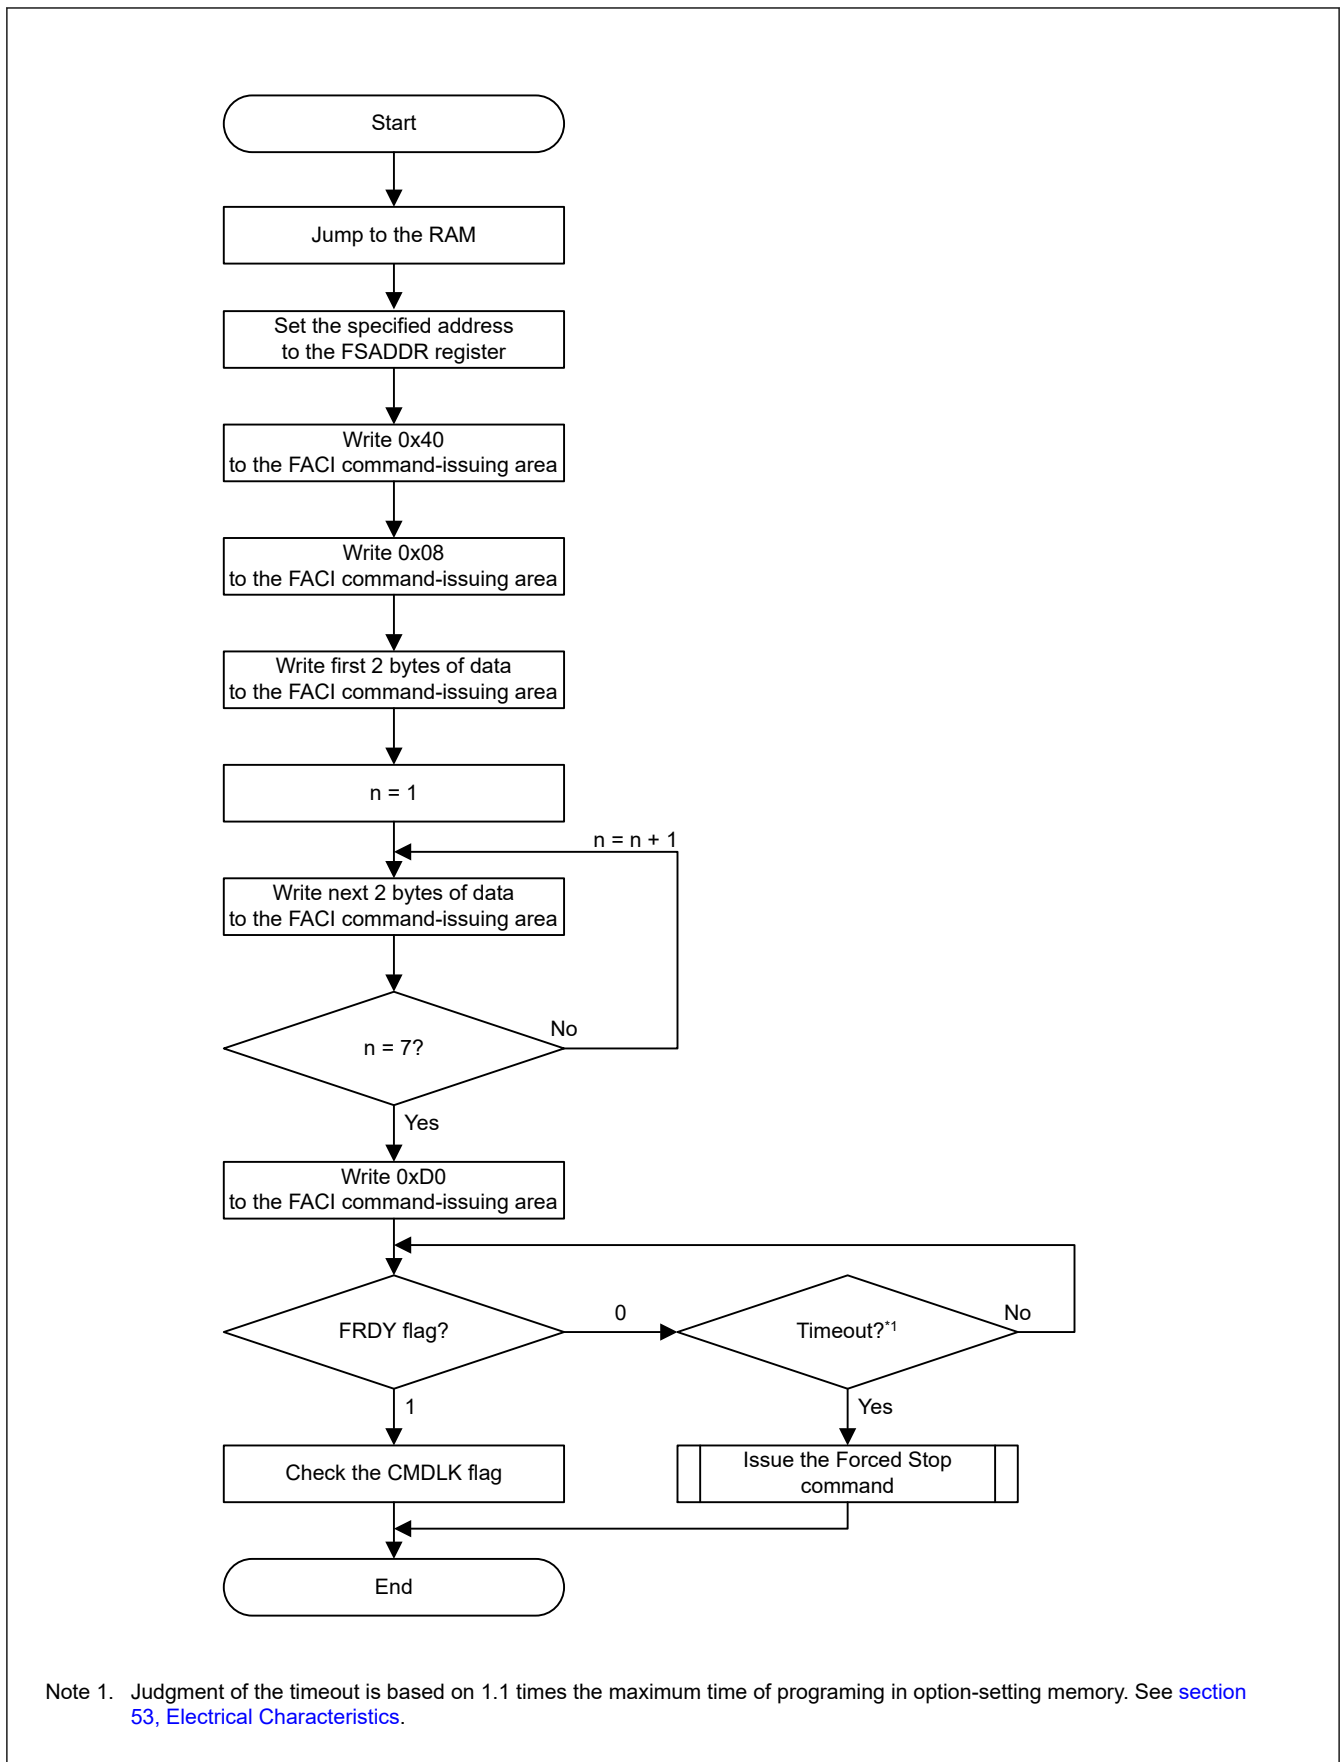 Start
Jump to the RAM
Set the specified address
to the FSADDR register
Write 0x40
to the FACI command-issuing area
Write 0x08
to the FACI command-issuing area
Write first 2 bytes of data
to the FACI command-issuing area
n = 1
n = n + 1
Write next 2 bytes of data
to the FACI command-issuing area
No
n = 7?
Yes
Write 0xD0
to the FACI command-issuing area
FRDY flag?
0
Timeout?*1
No
1
Yes
Check the CMDLK flag
Issue the Forced Stop
command
End
Note 1. Judgment of the timeout is based on 1.1 times the maximum time of programing in option-setting memory. See section
53, Electrical Characteristics.